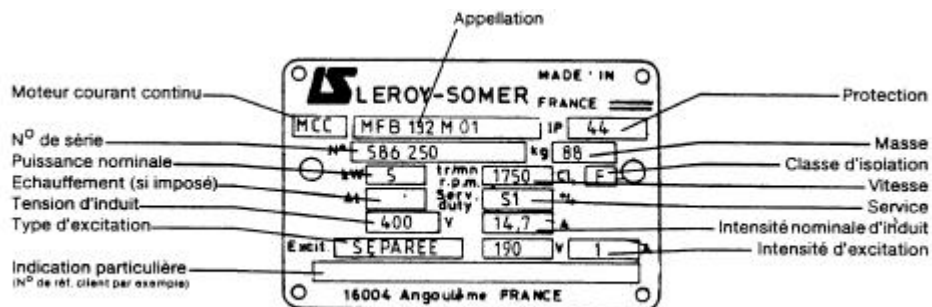 Appellation
LS LEROY-SOMER
MADE IN
FRANCE
Moteur courant continu
MCC
MFB 132 M 01
IP
44
Protection
N° de série
N°
586 250
kg
88
Masse
Puissance nominale
kW
5
tr/mn
r.p.m.
1750
Cl.
F
Classe d'isolation
Vitesse
Echauffement (si imposé)
Δt
Serv.
duty
S1
%
Service
Tension d'induit
400
V
14,7
A
Intensité nominale d'induit
Type d'excitation
Excit.
SEPAREE
190
V
1
A
Intensité d'excitation
Indication particulière
(N° de réf. client par exemple)
16004 Angoulême FRANCE